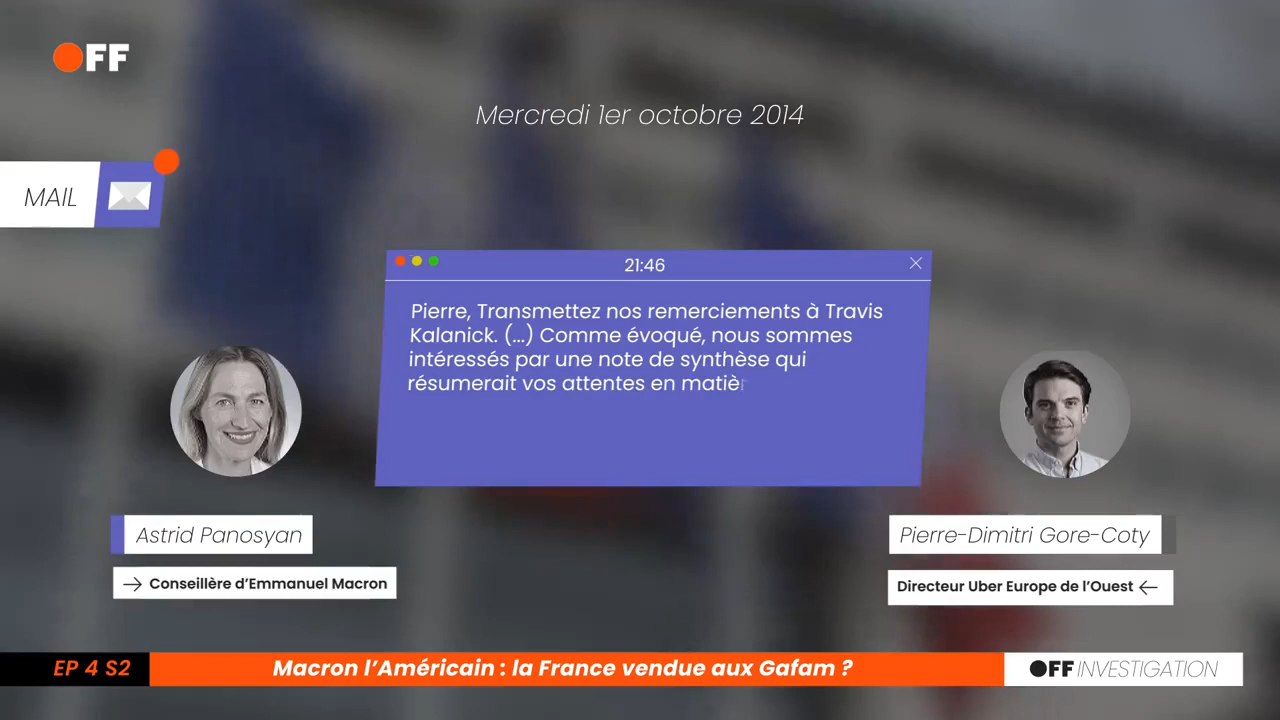 OFF
Mercredi 1er octobre 2014
MAIL
21:46
Pierre, Transmettez nos remerciements à Travis
Kalanick. (...) Comme évoqué, nous sommes
intéressés par une note de synthèse qui
résumerait vos attentes en matièr
Astrid Panosyan
Conseillère d'Emmanuel Macron
Pierre-Dimitri Gore-Coty
Directeur Uber Europe de l'Ouest
EP 4 S2
Macron l'Américain : la France vendue aux Gafam ?
OFF INVESTIGATION